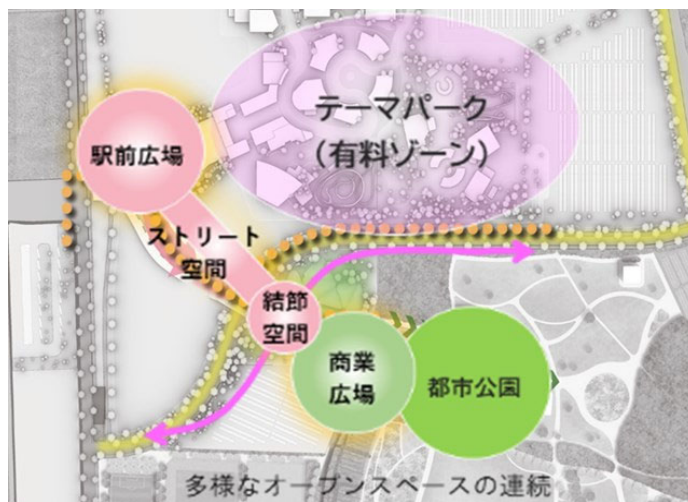 テーマパーク
（有料ゾーン）
駅前広場
ストリート
空間
結節
空間
商業
広場
都市公園
多様なオープンスペースの連続